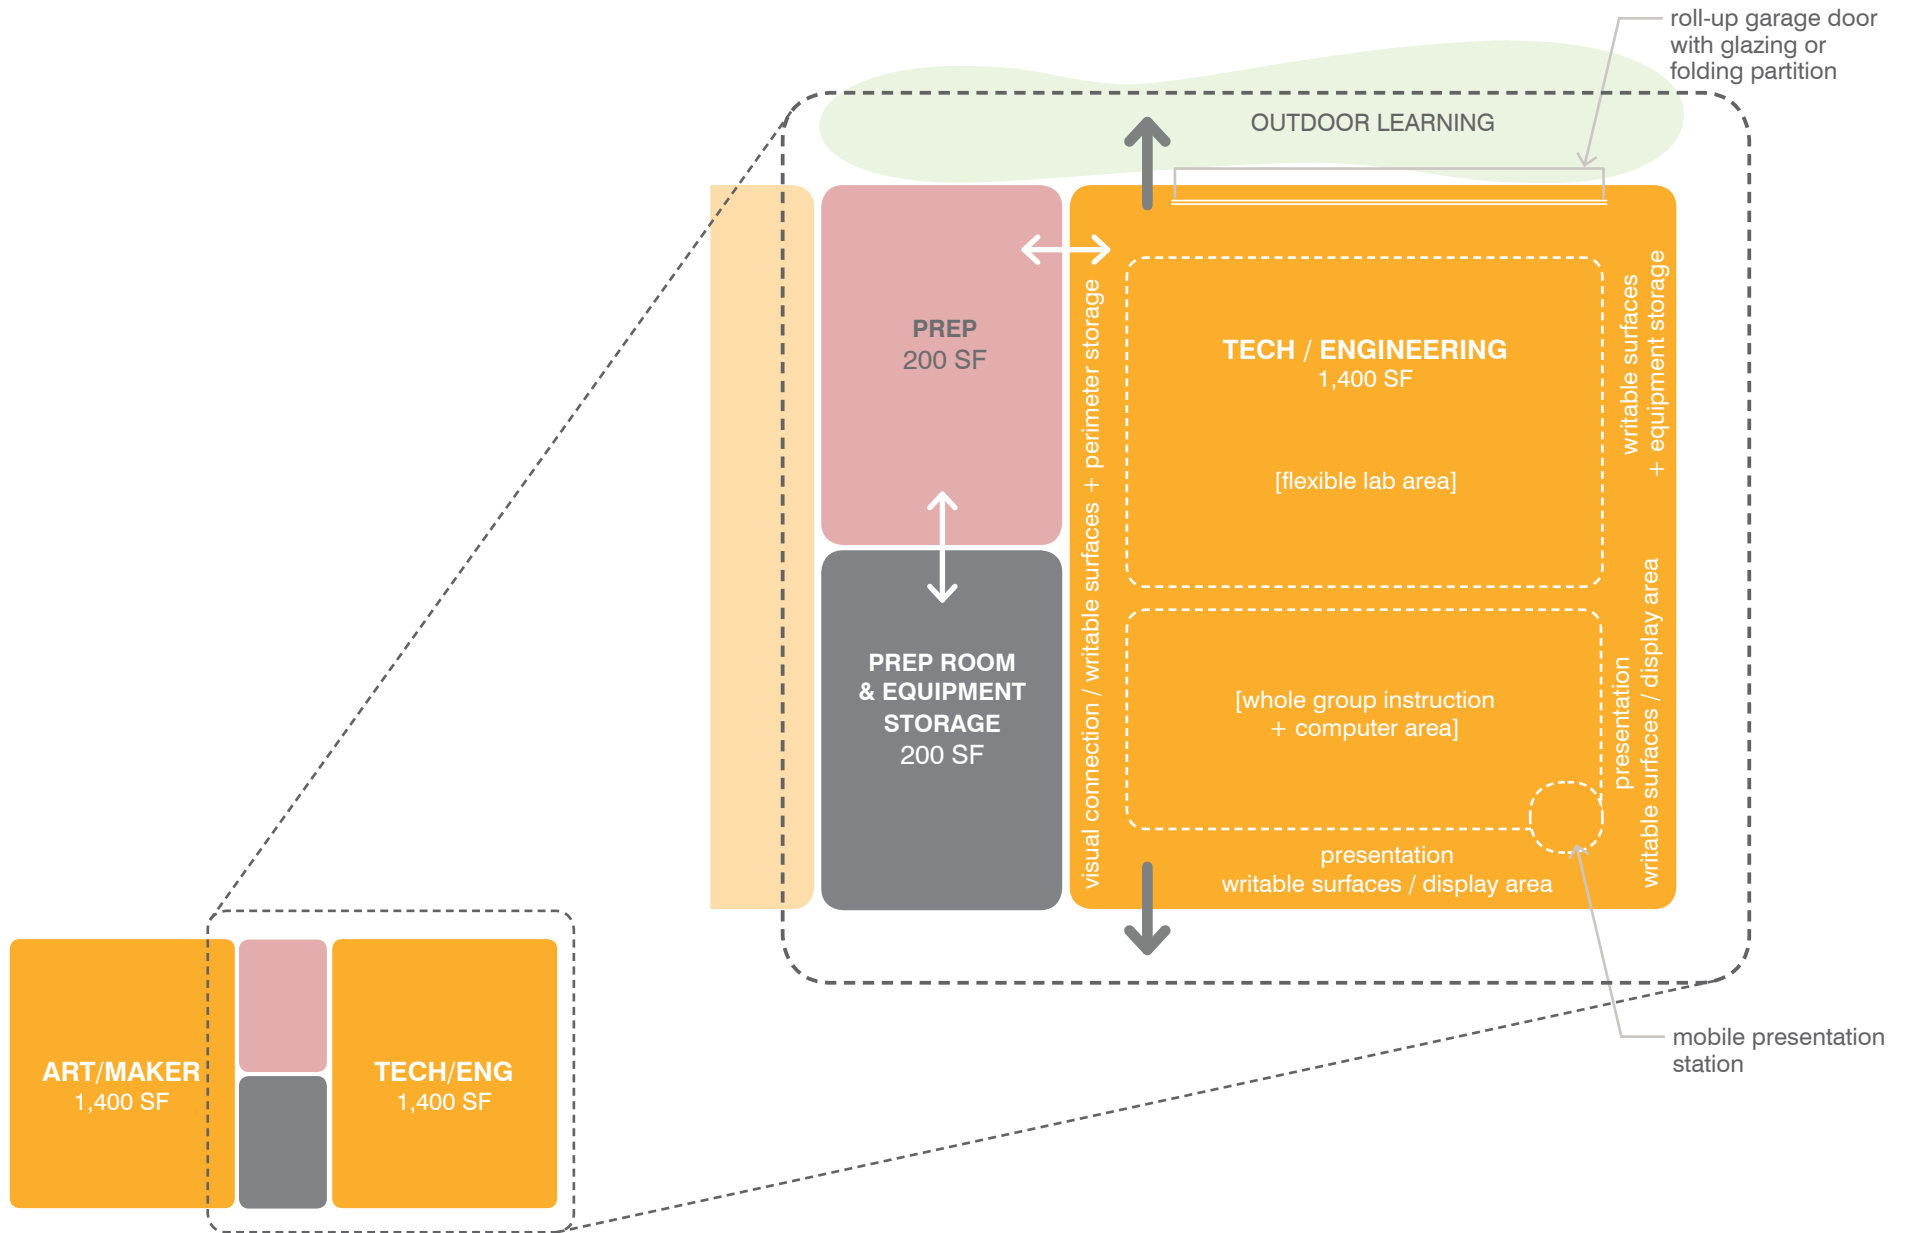 roll-up garage door
with glazing or
folding partition
OUTDOOR LEARNING
PREP
200 SF
PREP ROOM
& EQUIPMENT
STORAGE
200 SF
visual connection / writable surfaces + perimeter storage
TECH / ENGINEERING
1,400 SF
[flexible lab area]
writable surfaces
+ equipment storage
[whole group instruction
+ computer area]
presentation
writable surfaces / display area
presentation
writable surfaces / display area
mobile presentation
station
ART/MAKER
1,400 SF
TECH/ENG
1,400 SF